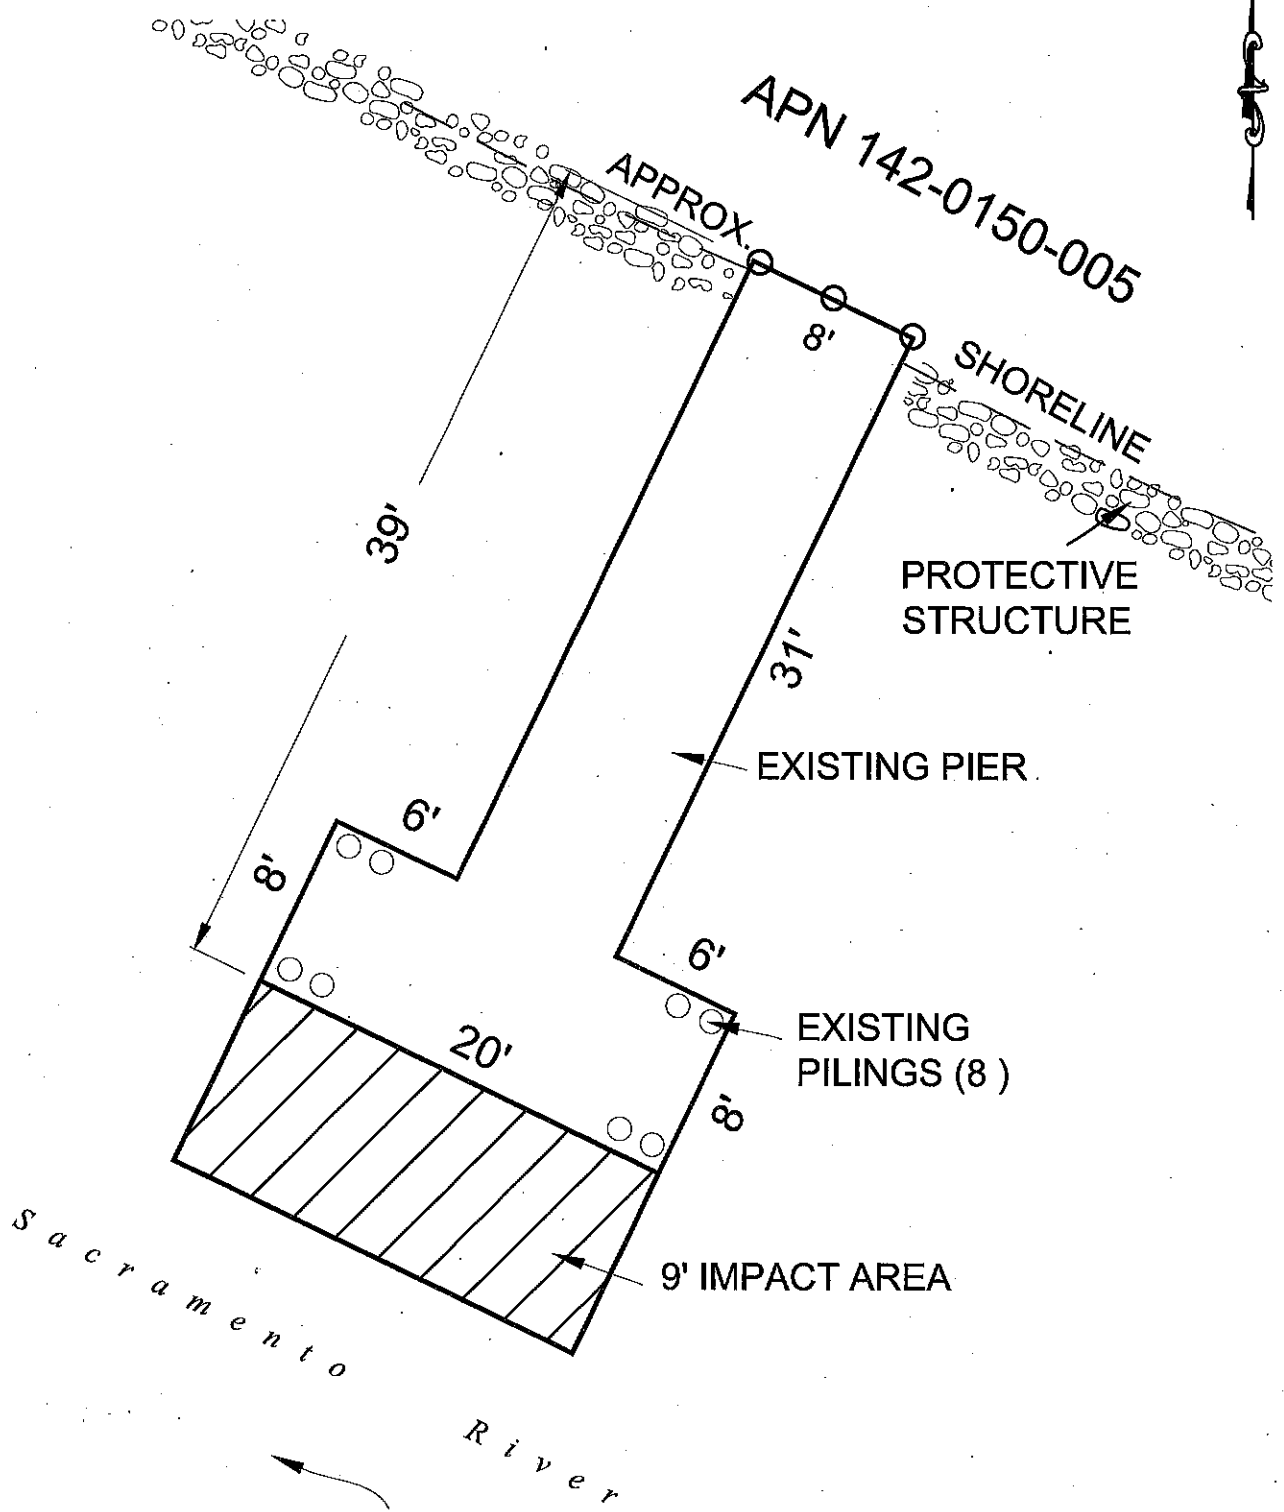 APN 142-0150-005
APPROX.
SHORELINE
8'
39'
PROTECTIVE
STRUCTURE
31'
EXISTING PIER
6'
8'
6'
20'
EXISTING
PILINGS (8 )
8'
9' IMPACT AREA
Sacramento River